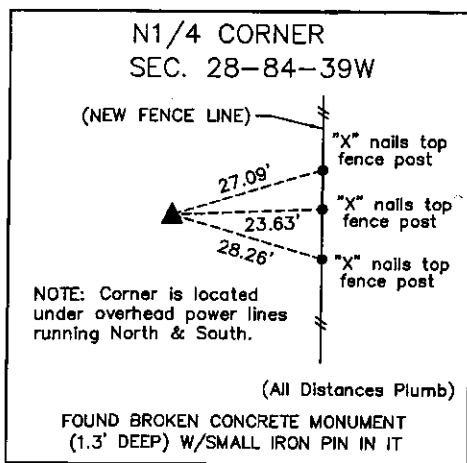 N1/4 CORNER
SEC. 28-84-39W
(NEW FENCE LINE)
"X" nails top
fence post
27.09'
"X" nails top
fence post
23.63'
28.26'
"X" nails top
fence post
NOTE: Corner is located
under overhead power lines
running North & South.
(All Distances Plumb)
FOUND BROKEN CONCRETE MONUMENT
(1.3' DEEP) W/SMALL IRON PIN IN IT